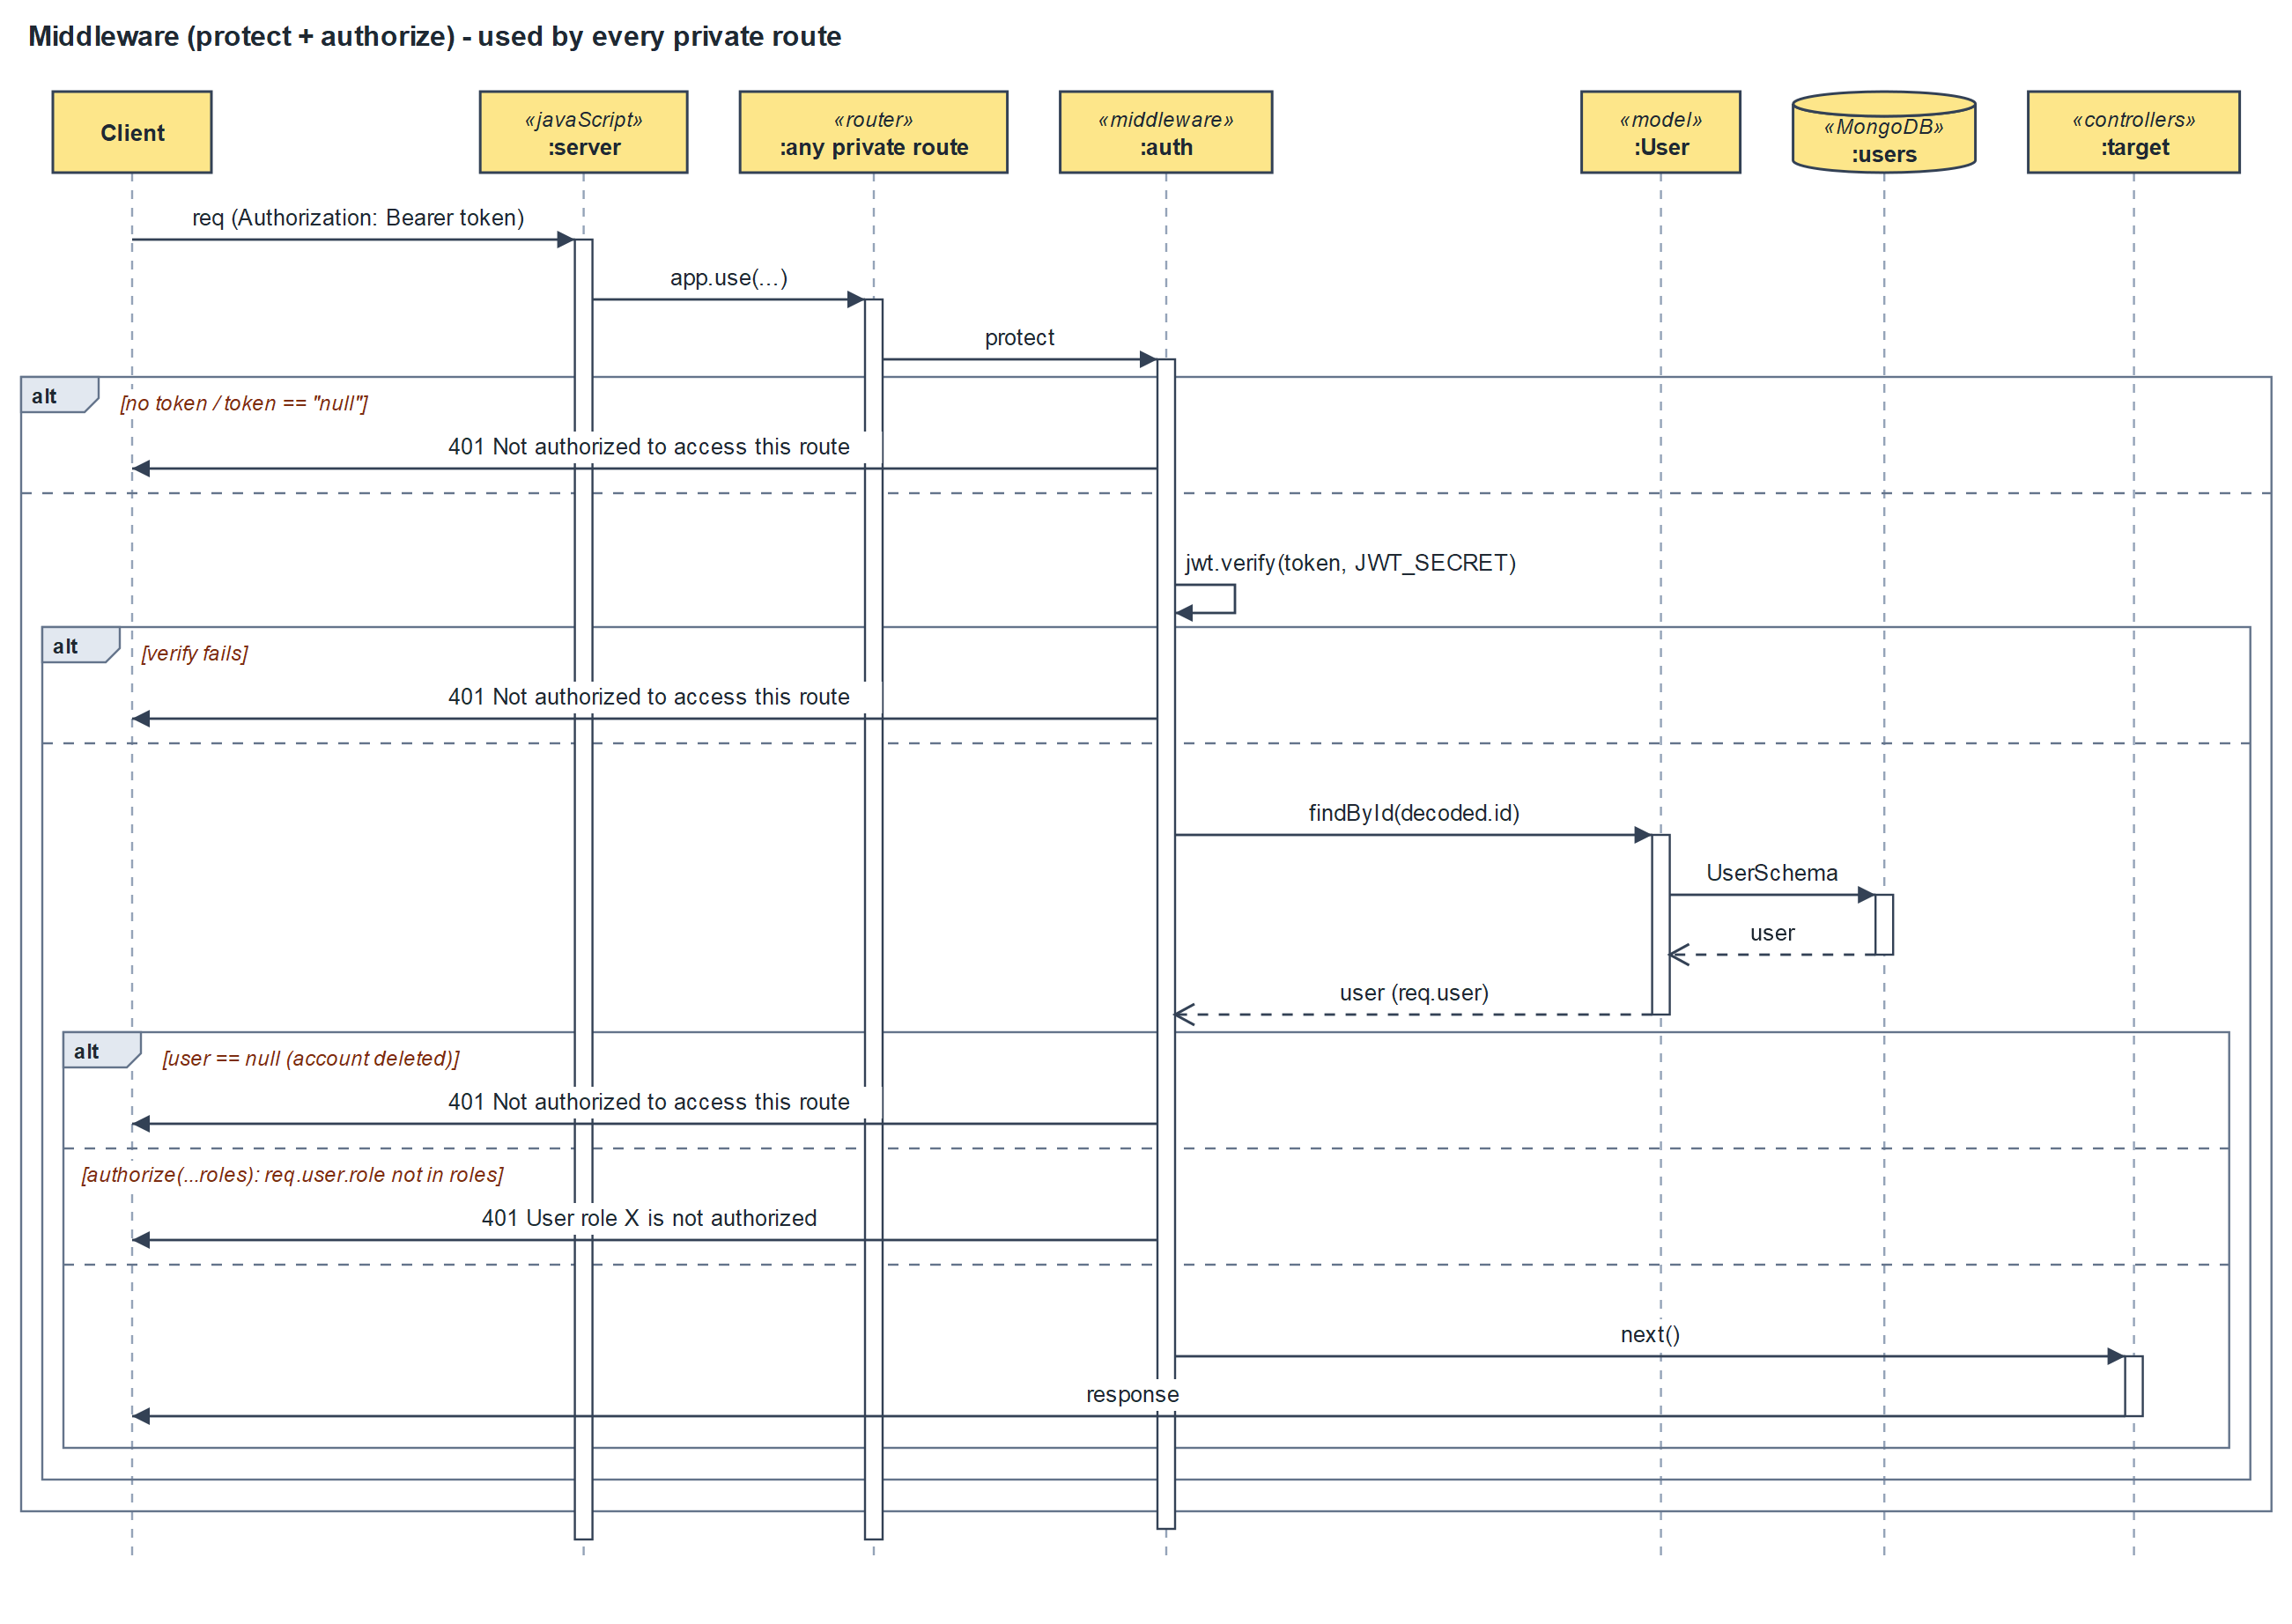 Middleware (protect + authorize) - used by every private route
Client
«javaScript»
:server
«router»
:any private route
«middleware»
:auth
«model»
:User
«MongoDB»
:users
«controllers»
:target
req (Authorization: Bearer token)
app.use(...)
protect
alt
[no token / token == "null"]
401 Not authorized to access this route
jwt.verify(token, JWT_SECRET)
alt
[verify fails]
401 Not authorized to access this route
findById(decoded.id)
UserSchema
user
user (req.user)
alt
[user == null (account deleted)]
401 Not authorized to access this route
[authorize(...roles): req.user.role not in roles]
401 User role X is not authorized
next()
response